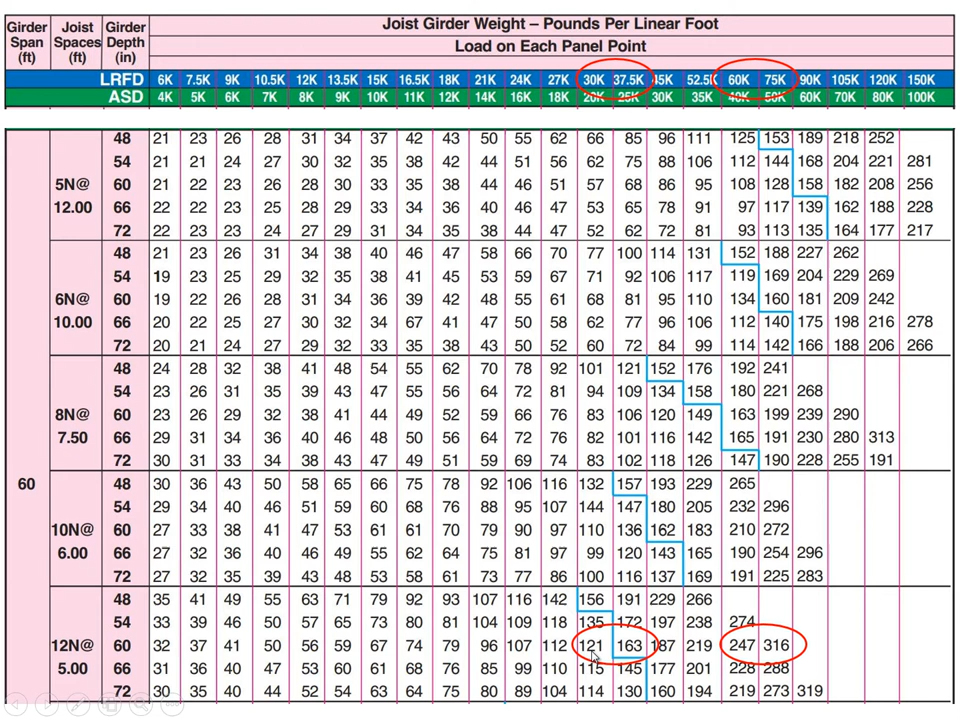 Joist Girder Weight – Pounds Per Linear Foot
Girder Span (ft) Joist Spaces (ft) Girder Depth (in)
Load on Each Panel Point
LRFD 6K 7.5K 9K 10.5K 12K 13.5K 15K 16.5K 18K 21K 24K 27K 30K 37.5K 45K 52.5K 60K 75K 90K 105K 120K 150K
ASD 4K 5K 6K 7K 8K 9K 10K 11K 12K 14K 16K 18K 20K 25K 30K 35K 40K 50K 60K 70K 80K 100K
48 21 23 26 28 31 34 37 42 43 50 55 62 66 85 96 111 125 153 189 218 252
54 21 21 24 27 30 32 35 38 42 44 51 56 62 75 88 106 112 144 168 204 221 281
5N@ 60 21 22 23 26 28 30 33 35 38 44 46 51 57 68 86 95 108 128 158 182 208 256
12.00 66 22 22 23 25 28 29 33 34 36 40 46 47 53 65 78 91 97 117 139 162 188 228
72 22 23 23 24 27 29 31 34 35 38 44 47 52 62 72 81 93 113 135 164 177 217
48 21 23 26 31 34 38 40 46 47 58 66 70 77 100 114 131 152 188 227 262
54 19 23 25 29 32 35 38 41 45 53 59 67 71 92 106 117 119 169 204 229 269
6N@ 60 19 22 26 28 31 34 36 39 42 48 55 61 68 81 95 110 134 160 181 209 242
10.00 66 20 22 25 27 30 32 34 67 41 47 50 58 62 77 96 106 112 140 175 198 216 278
72 20 21 24 27 29 32 33 35 38 43 50 52 60 72 84 99 114 142 166 188 206 266
48 24 28 32 38 41 48 54 55 62 70 78 92 101 121 152 176 192 241
54 23 26 31 35 39 43 47 55 56 64 72 81 94 109 134 158 180 221 268
8N@ 60 23 26 29 32 38 41 44 49 52 59 66 76 83 106 120 149 163 199 239 290
7.50 66 29 31 34 36 40 46 48 50 56 64 72 76 82 101 116 142 165 191 230 280 313
72 30 31 33 34 38 43 47 49 51 59 69 74 83 102 118 126 147 190 228 255 191
60 48 30 36 43 50 58 65 66 75 78 92 106 116 132 157 193 229 265
54 29 34 40 46 51 59 60 68 76 88 95 107 144 147 180 205 232 296
10N@ 60 27 33 38 41 47 53 61 61 70 79 90 97 110 136 162 183 210 272
6.00 66 27 32 36 40 46 49 55 62 64 75 81 97 99 120 143 165 190 254 296
72 27 32 35 39 43 48 53 58 61 73 77 86 100 116 137 169 191 225 283
48 35 41 49 55 63 71 79 92 93 107 116 142 156 191 229 266
54 33 39 46 50 57 65 73 80 81 104 109 118 135 172 197 238 274
12N@ 60 32 37 41 50 56 59 67 74 79 96 107 112 121 163 187 219 247 316
5.00 66 31 36 40 47 53 60 61 68 76 85 99 110 115 145 177 201 228 288
72 30 35 40 44 52 54 63 64 75 80 89 104 114 130 160 194 219 273 319